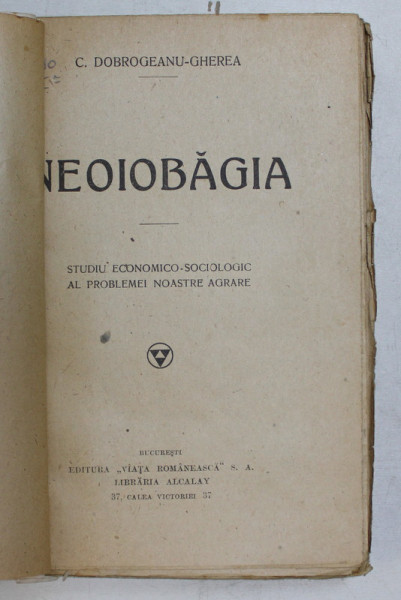 C. DOBROGEANU-GHEREA
NEOIOBĂGIA
STUDIU ECONOMICO-SOCIOLOGIC
AL PROBLEMEI NOASTRE AGRARE
BUCUREȘTI
EDITURA „VIAȚA ROMÂNEASCĂ” S. A.
LIBRĂRIA ALCALAY
37, CALEA VICTORIEI 37